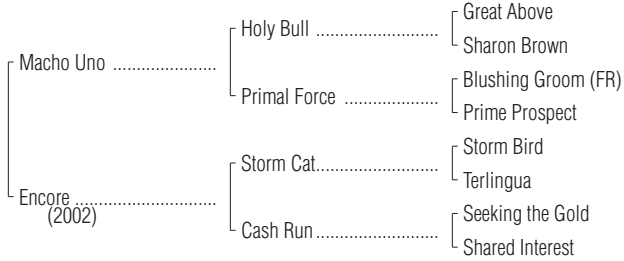 Great Above
Holy Bull ........................
Sharon Brown
Macho Uno ....................
Blushing Groom (FR)
Primal Force ..................
Prime Prospect
Storm Bird
Storm Cat........................
Terlingua
Encore ...........................
(2002)
Seeking the Gold
Cash Run ........................
Shared Interest